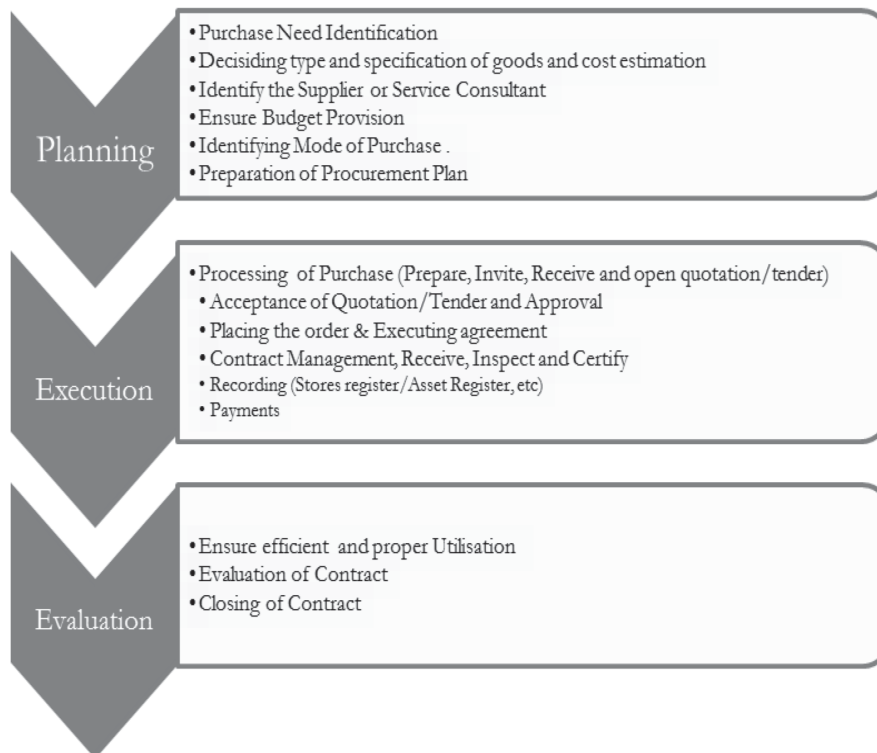 Planning
• Purchase Need Identification
• Decisiding type and specification of goods and cost estimation
• Identify the Supplier or Service Consultant
• Ensure Budget Provision
• Identifying Mode of Purchase .
• Preparation of Procurement Plan
Execution
• Processing of Purchase (Prepare, Invite, Receive and open quotation/tender)
• Acceptance of Quotation/Tender and Approval
• Placing the order & Executing agreement
• Contract Management, Receive, Inspect and Certify
• Recording (Stores register/Asset Register, etc)
• Payments
Evaluation
• Ensure efficient and proper Utilisation
• Evaluation of Contract
• Closing of Contract